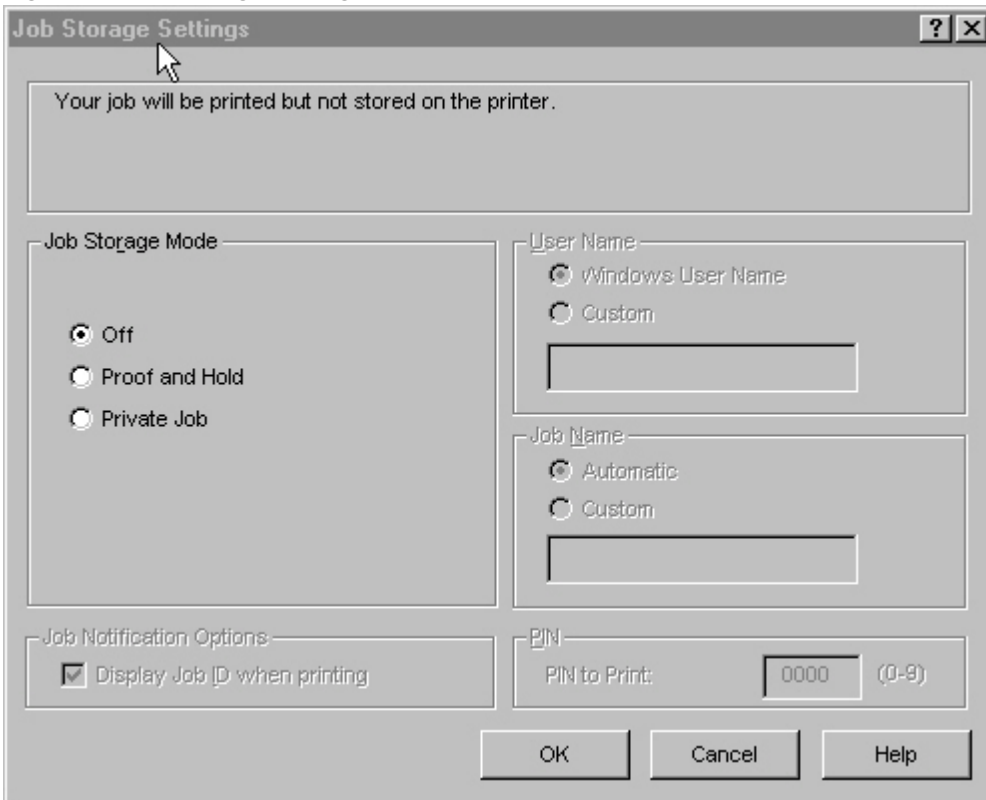 Job Storage Settings
Your job will be printed but not stored on the printer.
Job Storage Mode
Off
Proof and Hold
Private Job
User Name
Windows User Name
Custom
Job Name
Automatic
Custom
Job Notification Options
Display Job ID when printing
PIN
PIN to Print: 0000 (0-9)
OK Cancel Help